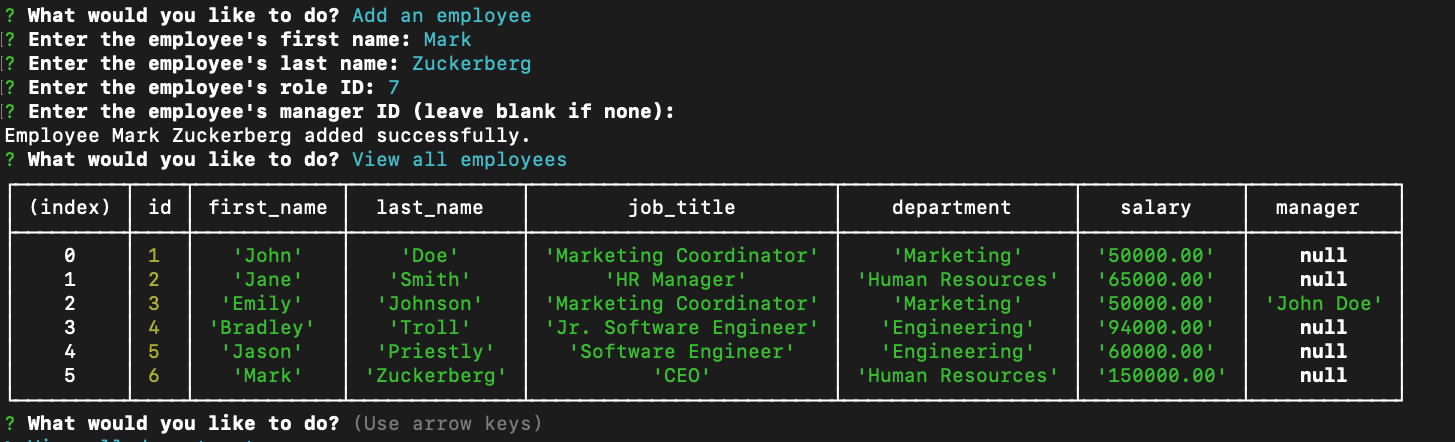 ? What would you like to do? Add an employee
[? Enter the employee's first name: Mark
[? Enter the employee's last name: Zuckerberg
[? Enter the employee's role ID: 7
[? Enter the employee's manager ID (leave blank if none):
Employee Mark Zuckerberg added successfully.
? What would you like to do? View all employees
(index) id first_name last_name job_title department salary manager
0 1 'John' 'Doe' 'Marketing Coordinator' 'Marketing' '50000.00' null
1 2 'Jane' 'Smith' 'HR Manager' 'Human Resources' '65000.00' null
2 3 'Emily' 'Johnson' 'Marketing Coordinator' 'Marketing' '50000.00' 'John Doe'
3 4 'Bradley' 'Troll' 'Jr. Software Engineer' 'Engineering' '94000.00' null
4 5 'Jason' 'Priestly' 'Software Engineer' 'Engineering' '60000.00' null
5 6 'Mark' 'Zuckerberg' 'CEO' 'Human Resources' '150000.00' null
? What would you like to do? (Use arrow keys)